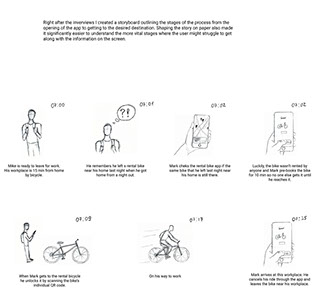 Right after the inverviews I created a storyboard outlining the stages of the process from the
opening of the app to getting to the desired destination. Shaping the story on paper also made
it significantly easier to understand the more vital stages where the user might struggle to get
along with the information on the screen.
07:00
07:01
07:02
07:02
?!
Mike is ready to leave for work.
His workplace is 15 min from home
by bicycle.
He remembers he left a rental bike
near his home last night when he got
home from a night out.
Mark cheks the rental bike app if the
same bike that he left last night near
his home is still there.
Luckily, the bike wasn't rented by
anyone and Mark pre-books the bike
for 10 min so no one else gets it until
he reaches it.
07:09
07:15
When Mark gets to the rental bicycle
he unlocks it by scanning the bike's
individual QR code
On his way to work
Mark arrives at this workplace. He
cancels his ride through the app and
leaves the bike near his workplace.